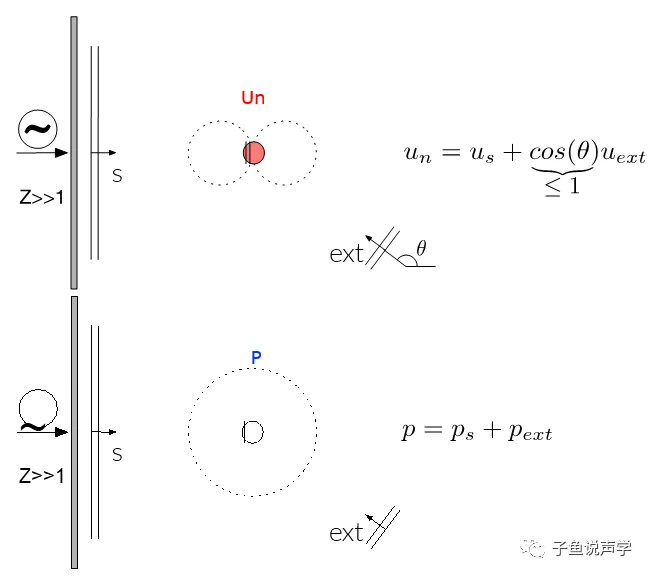 Un
~
S
Z>>1
u_n = u_s + cos(θ)u_ext
≤ 1
ext θ
P
~
p = p_s + p_ext
S
Z>>1
ext
子鱼说声学